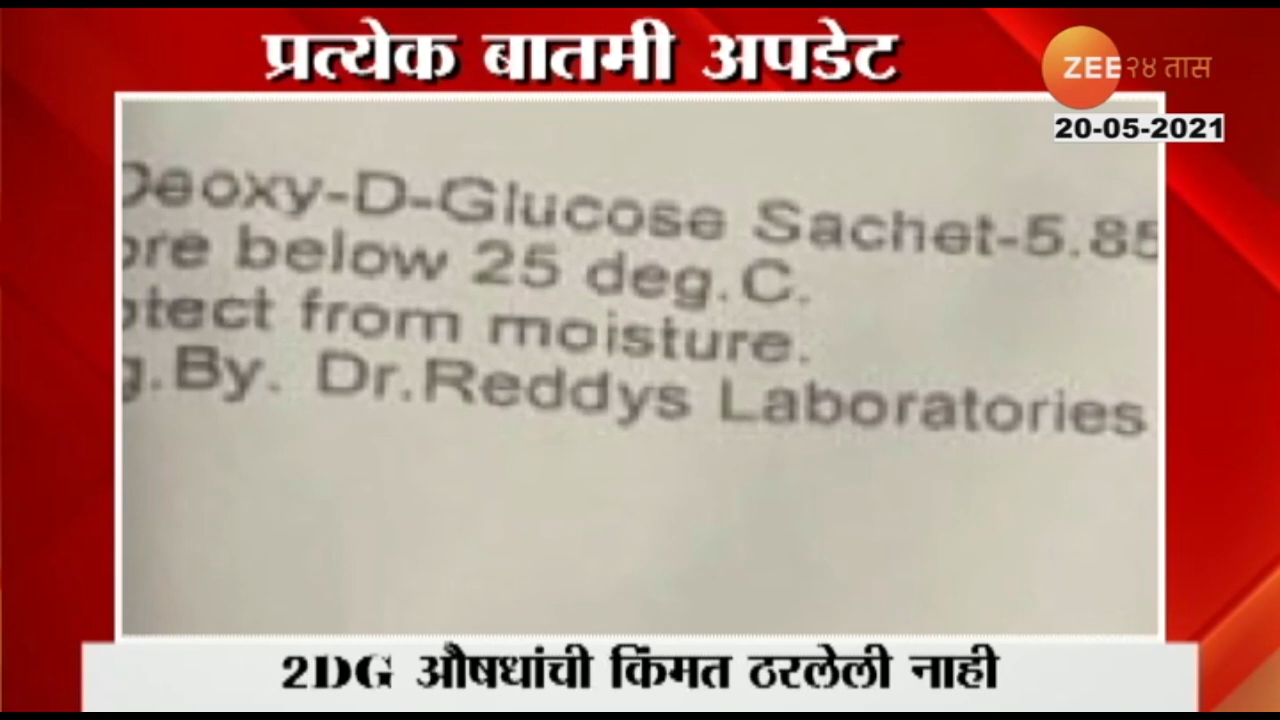 प्रत्येक बातमी अपडेट
ZEE २४ तास
20-05-2021
Deoxy-D-Glucose Sachet-5.85
ore below 25 deg.C.
otect from moisture.
g.By. Dr.Reddys Laboratories
2DG औषधांची किंमत ठरलेली नाही